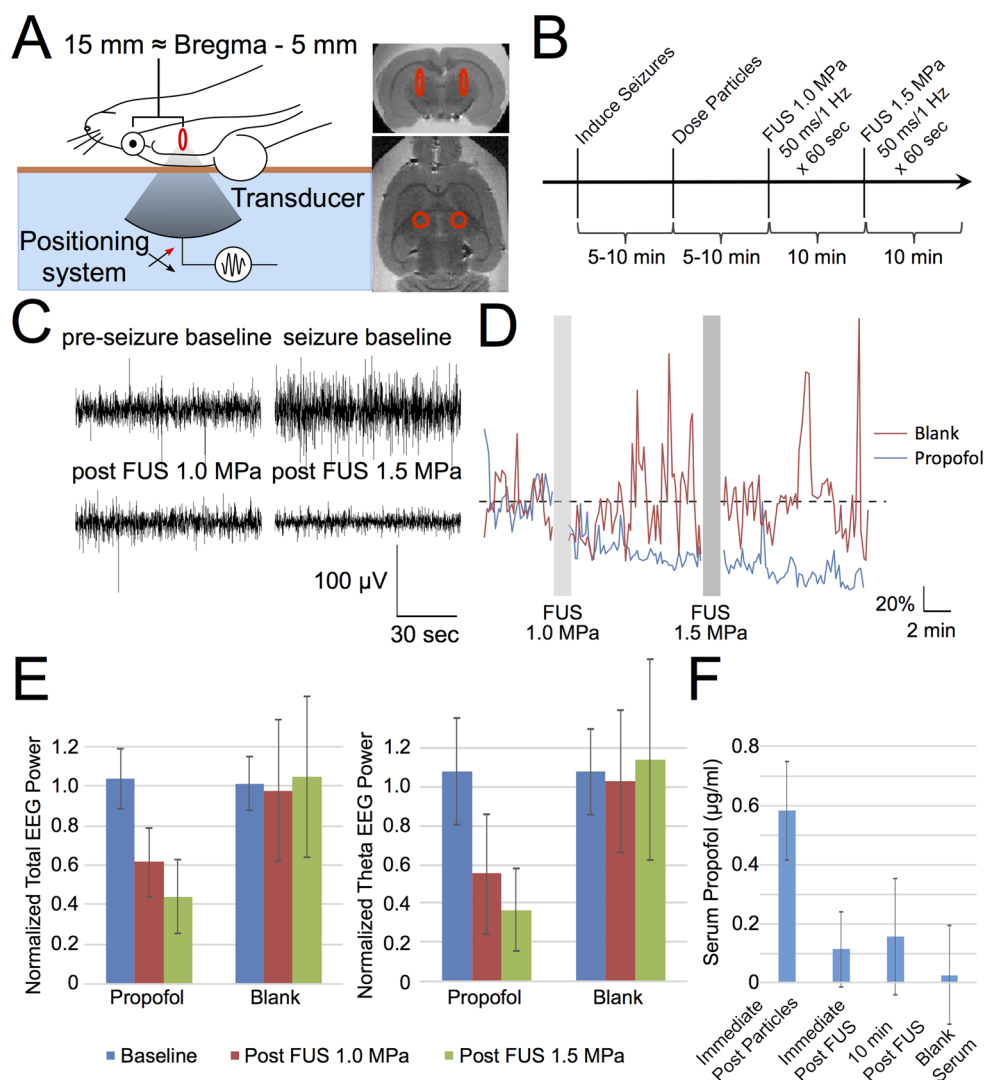 A
15 mm ≈ Bregma - 5 mm
Transducer
Positioning
system
B
Induce Seizures
Dose Particles
FUS 1.0 MPa
50 ms/1 Hz
x 60 sec
FUS 1.5 MPa
50 ms/1 Hz
x 60 sec
5-10 min
5-10 min
10 min
10 min
C
pre-seizure baseline
seizure baseline
post FUS 1.0 MPa
post FUS 1.5 MPa
100 μV
30 sec
D
Blank
Propofol
FUS
1.0 MPa
FUS
1.5 MPa
20%
2 min
E
Normalized Total EEG Power
1.2
1.0
0.8
0.6
0.4
0.2
0
Propofol
Blank
Normalized Theta EEG Power
1.2
1.0
0.8
0.6
0.4
0.2
0
Propofol
Blank
Baseline
Post FUS 1.0 MPa
Post FUS 1.5 MPa
F
Serum Propofol (μg/ml)
0.8
0.6
0.4
0.2
0
Immediate
Post Particles
Immediate
Post FUS
10 min
Post FUS
Blank
Serum